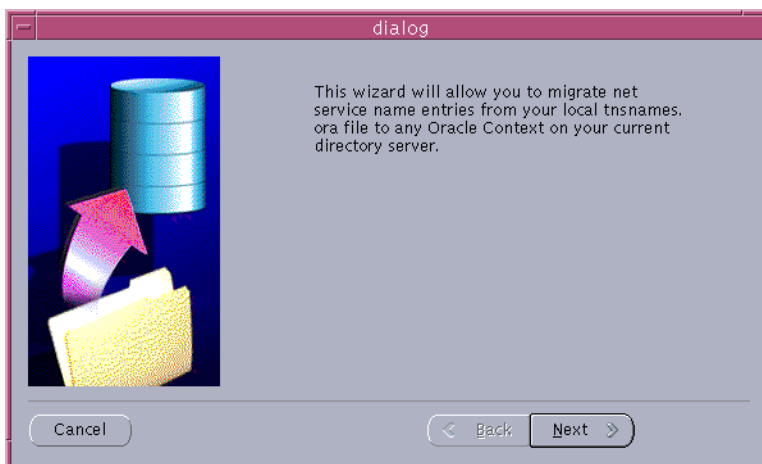 dialog
This wizard will allow you to migrate net
service name entries from your local tnsnames.
ora file to any Oracle Context on your current
directory server.
Cancel
Back
Next